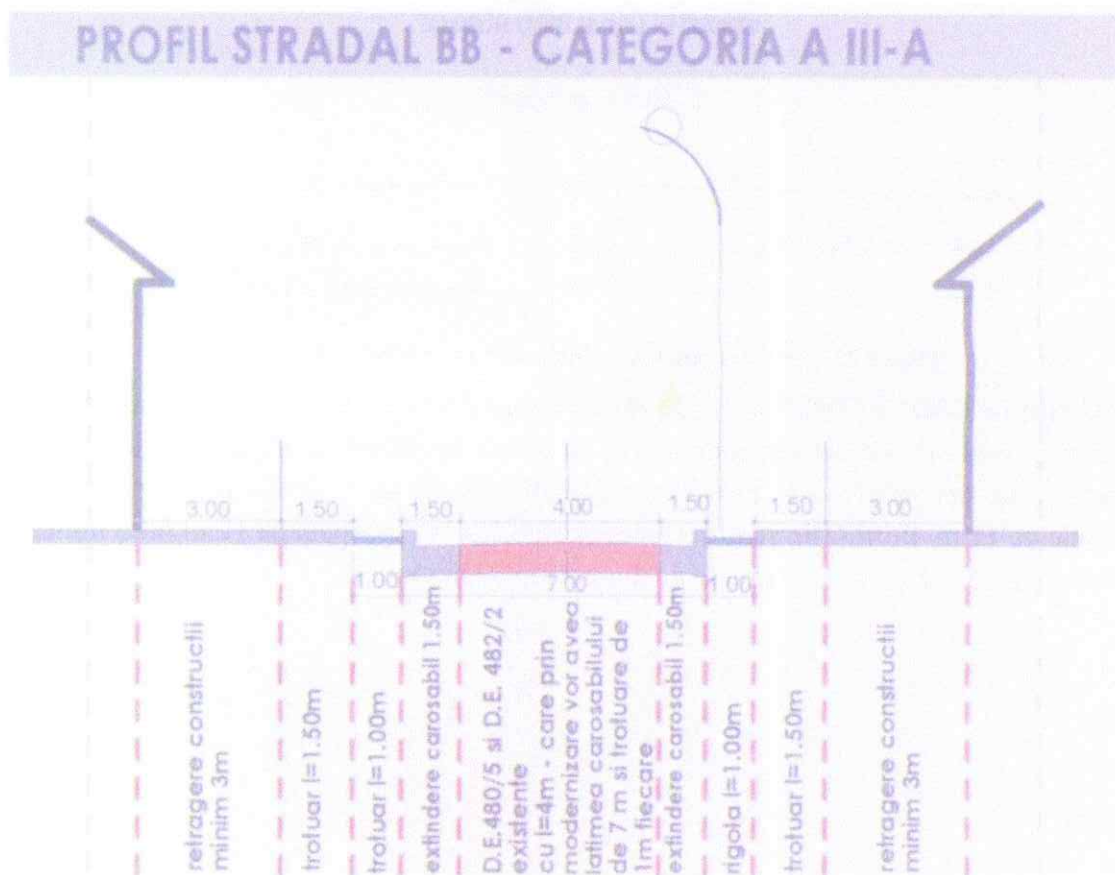 PROFIL STRADAL BB - CATEGORIA A III-A
3.00 1.50 1.50 4.00 1.50 1.50 3.00
1.00 7.00 1.00
retragere constructii
minim 3m
trotuar l=1.50m
trotuar l=1.00m
extindere carosabil 1.50m
D.E.480/5 si D.E. 482/2
existente
cu l=4m - care prin
modernizare vor avea
latimea carosabilului
de 7 m si trotuare de
1m fiecare
extindere carosabil 1.50m
rigola l=1.00m
trotuar l=1.50m
retragere constructii
minim 3m